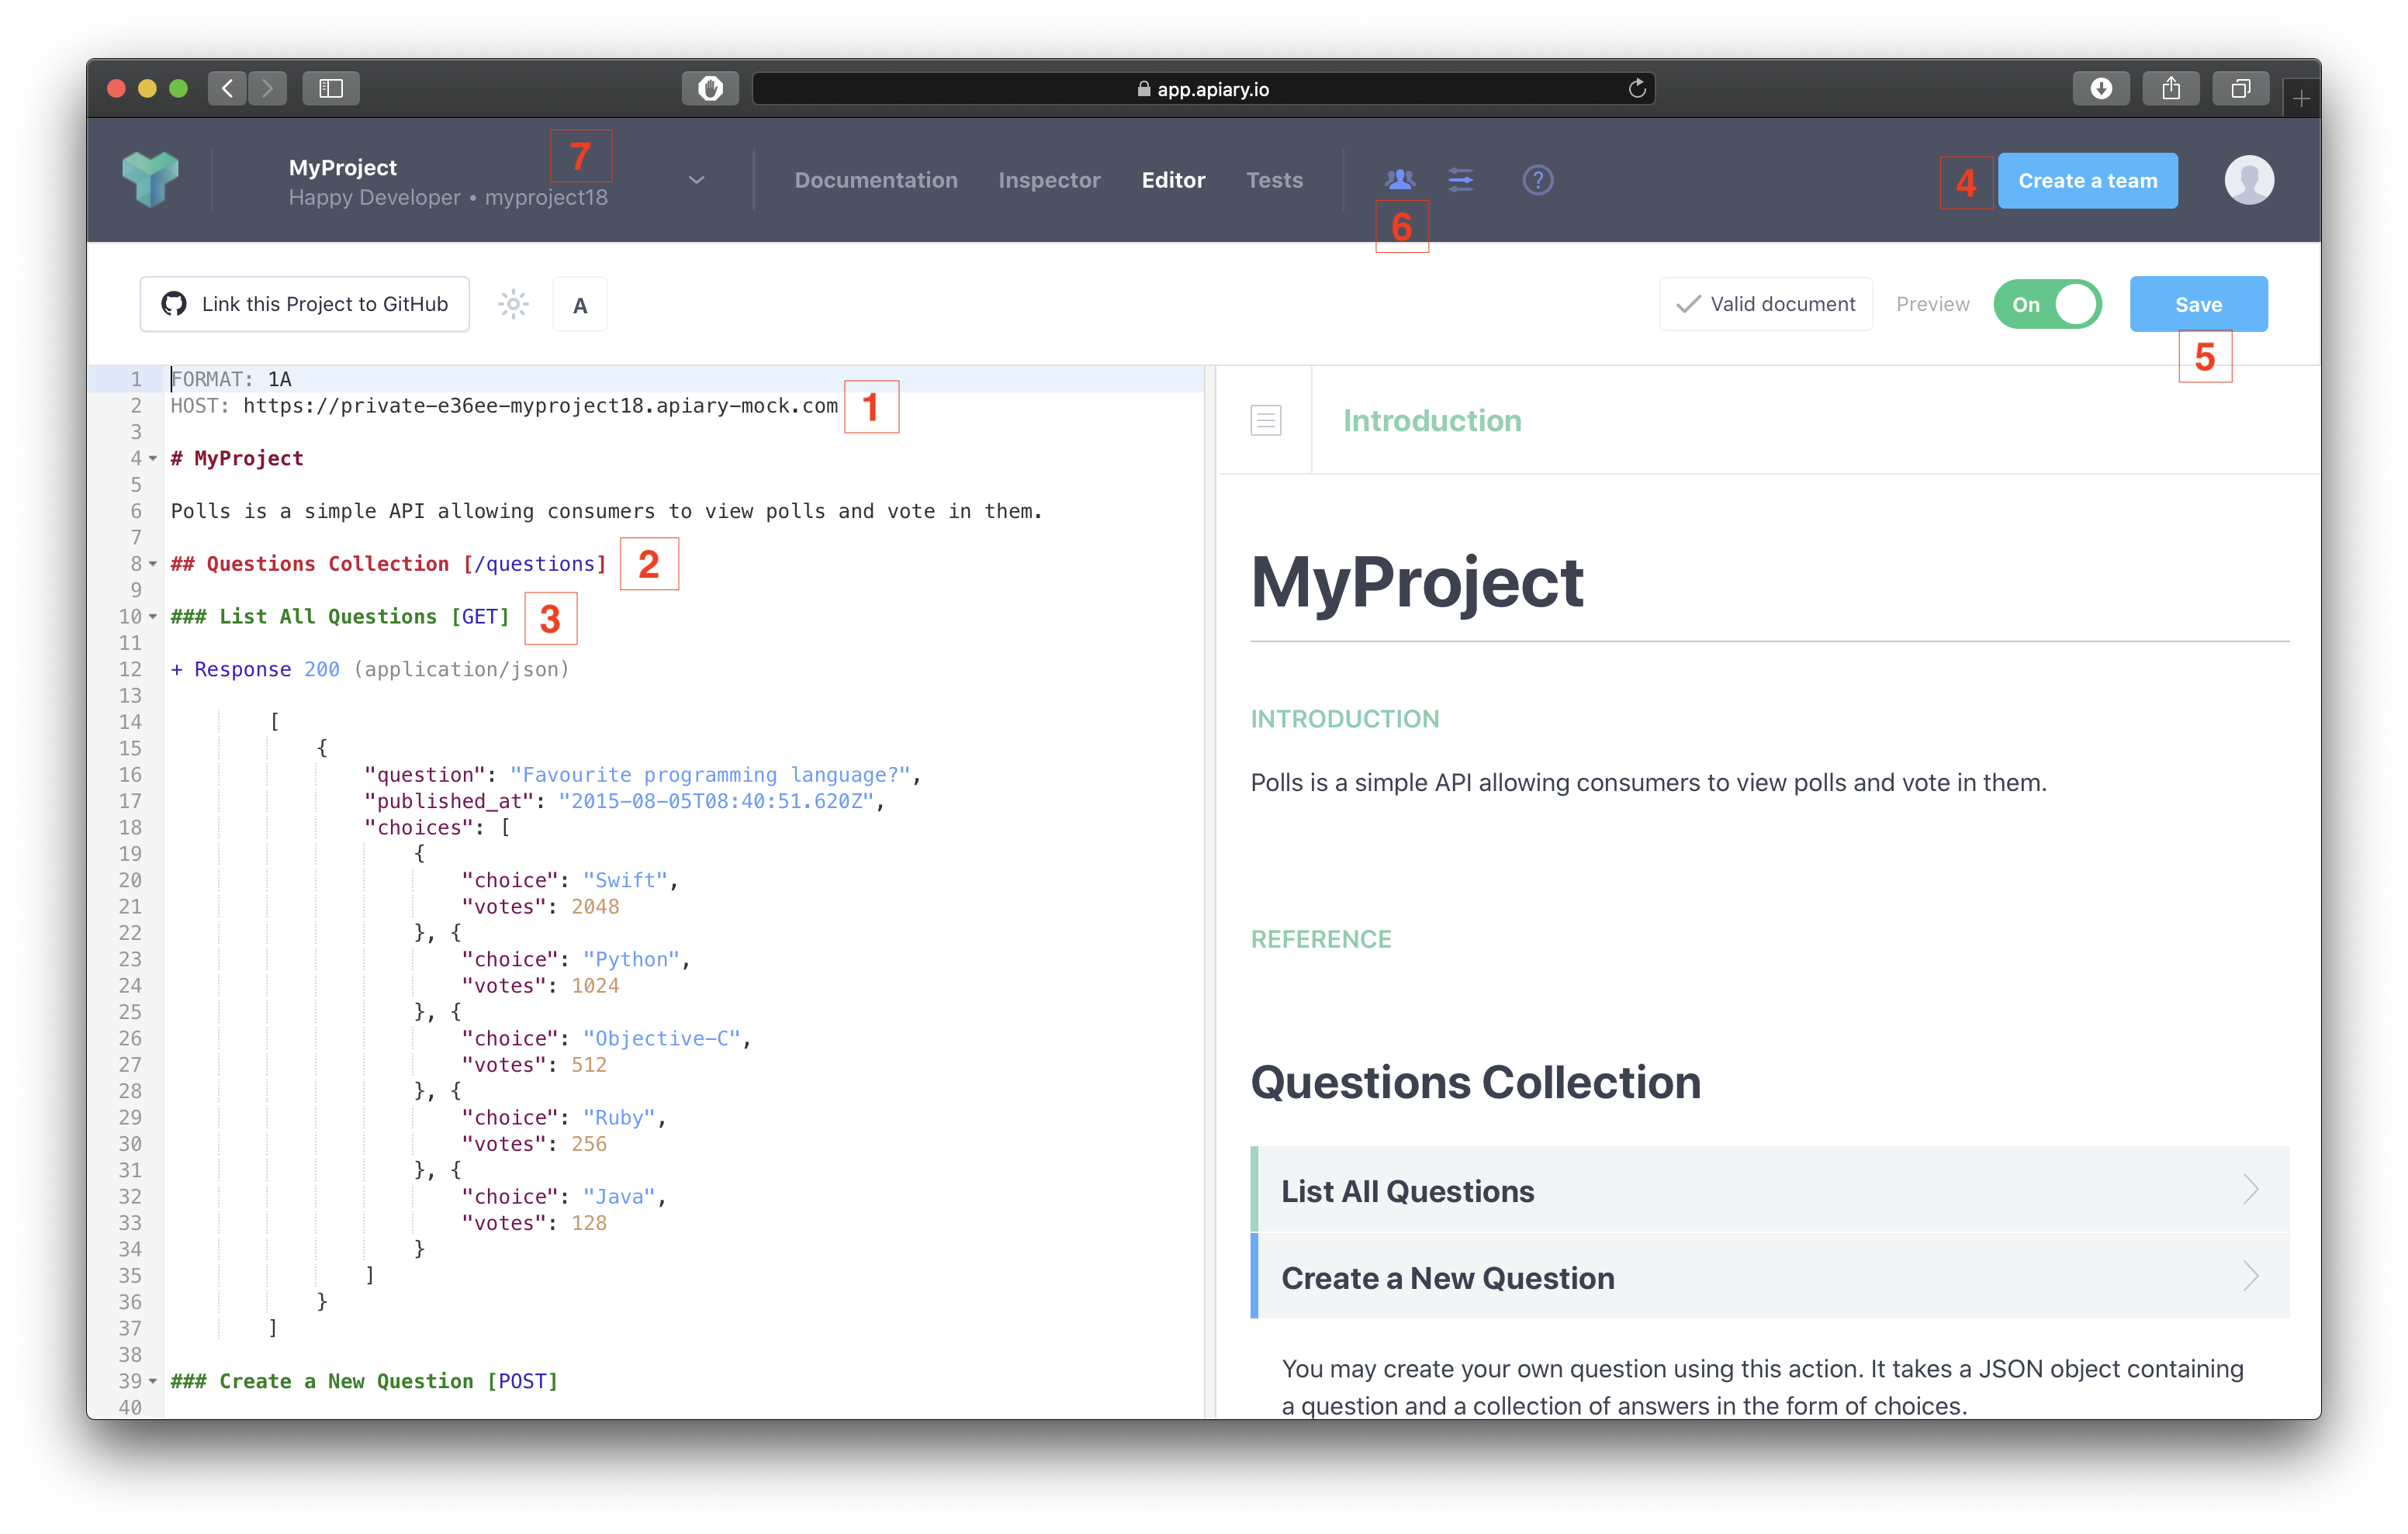 app.apiary.io
MyProject
7
Happy Developer • myproject18
Documentation Inspector Editor Tests
?
4
Create a team
6
Link this Project to GitHub
A
Valid document
Preview
On
Save
5
1 FORMAT: 1A
2 HOST: https://private-e36ee-myproject18.apiary-mock.com
1
3
4 # MyProject
5
6 Polls is a simple API allowing consumers to view polls and vote in them.
7
8 ## Questions Collection [/questions]
2
9
10 ### List All Questions [GET]
3
11
12 + Response 200 (application/json)
13
14 [
15 {
16 "question": "Favourite programming language?",
17 "published_at": "2015-08-05T08:40:51.620Z",
18 "choices": [
19 {
20 "choice": "Swift",
21 "votes": 2048
22 }, {
23 "choice": "Python",
24 "votes": 1024
25 }, {
26 "choice": "Objective-C",
27 "votes": 512
28 }, {
29 "choice": "Ruby",
30 "votes": 256
31 }, {
32 "choice": "Java",
33 "votes": 128
34 }
35 ]
36 }
37 ]
38
39 ### Create a New Question [POST]
40
Introduction
MyProject
INTRODUCTION
Polls is a simple API allowing consumers to view polls and vote in them.
REFERENCE
Questions Collection
List All Questions
Create a New Question
You may create your own question using this action. It takes a JSON object containing
a question and a collection of answers in the form of choices.